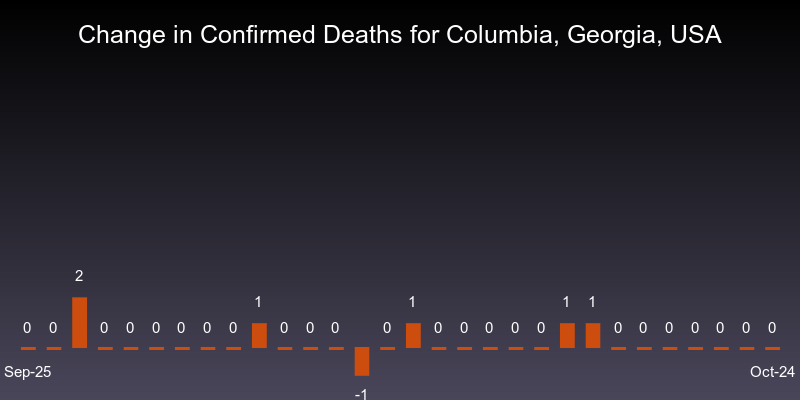 Change in Confirmed Deaths for Columbia, Georgia, USA
2
1 1 1 1
0 0 0 0 0 0 0 0 0 0 0 0 0 0 0 0 0 0 0 0 0 0 0 0
Sep-25 Oct-24
-1